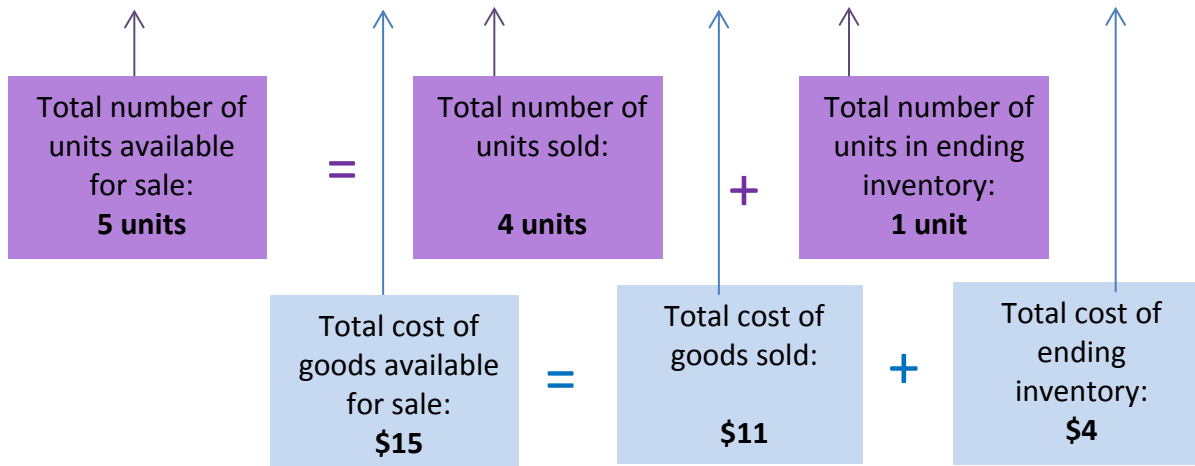 Total number of
units available
for sale:
5 units
=
Total number of
units sold:
4 units
+
Total number of
units in ending
inventory:
1 unit
Total cost of
goods available
for sale:
$15
=
Total cost of
goods sold:
$11
+
Total cost of
ending
inventory:
$4